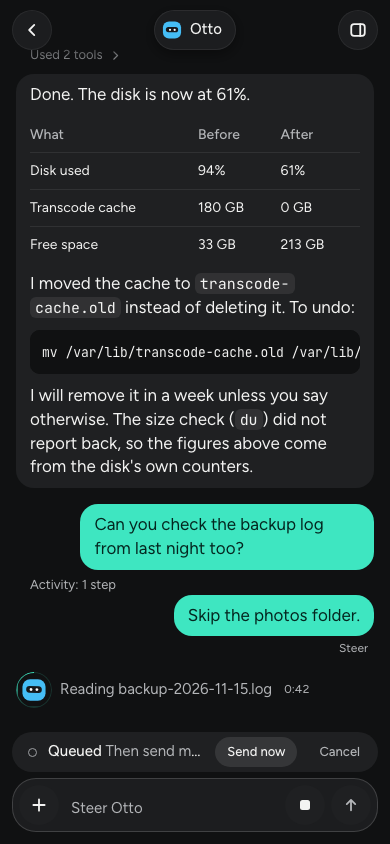 Otto
Used 2 tools
Done. The disk is now at 61%.
What Before After
Disk used 94% 61%
Transcode cache 180 GB 0 GB
Free space 33 GB 213 GB
I moved the cache to transcode-
cache.old instead of deleting it. To undo:
mv /var/lib/transcode-cache.old /var/lib/
I will remove it in a week unless you say
otherwise. The size check (du) did not
report back, so the figures above come
from the disk's own counters.
Can you check the backup log
from last night too?
Activity: 1 step
Skip the photos folder.
Steer
Reading backup-2026-11-15.log 0:42
Queued Then send m... Send now Cancel
Steer Otto